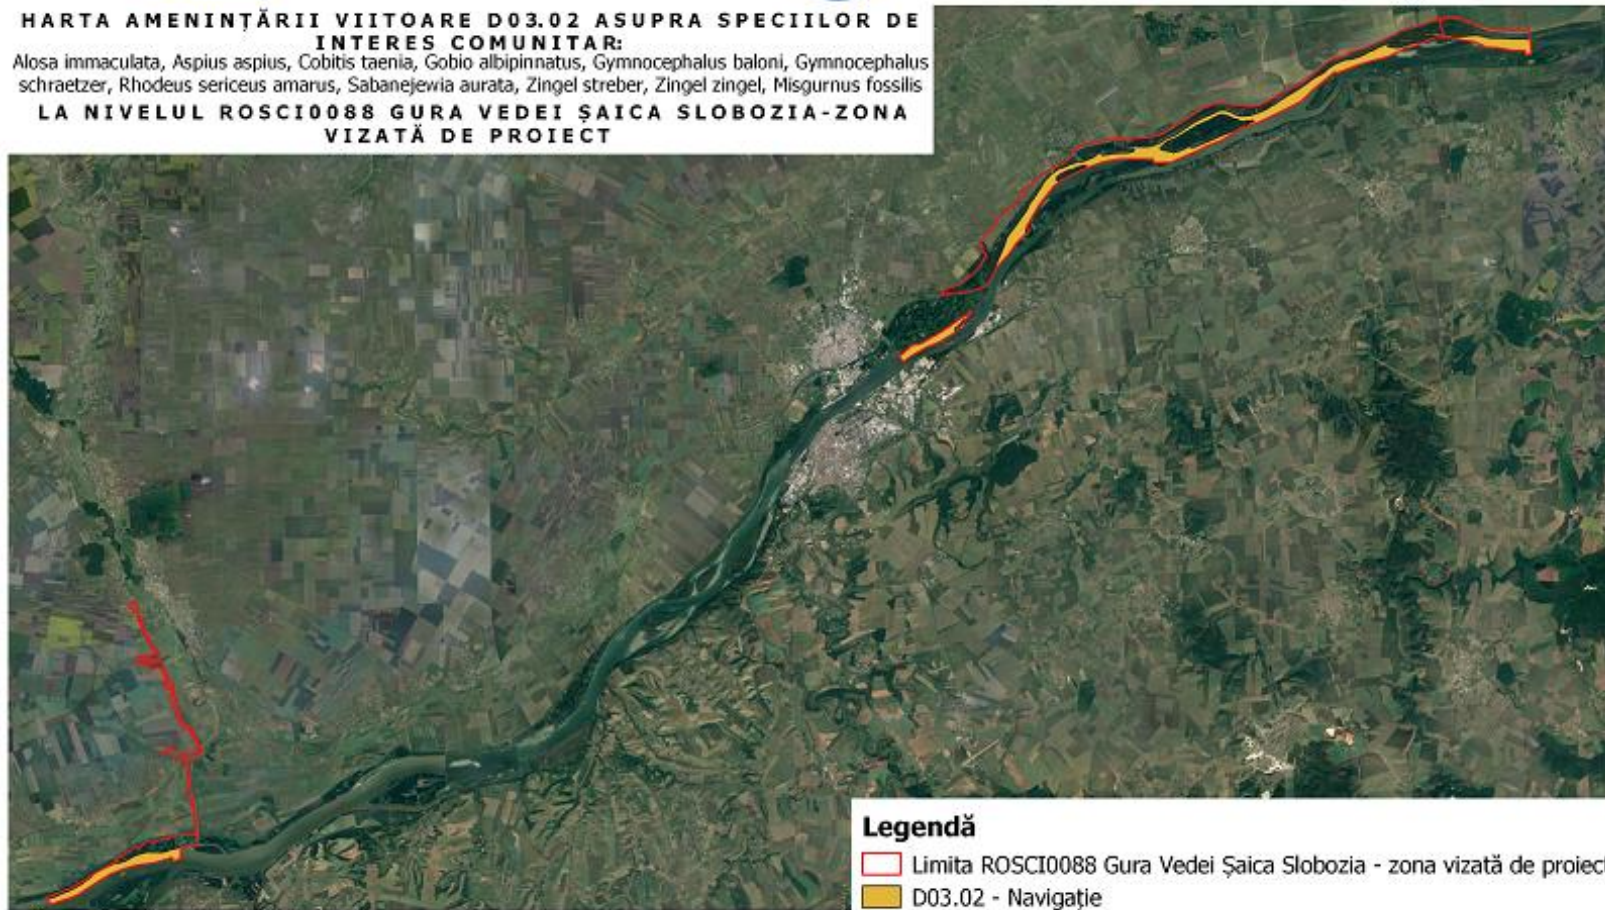 HARTA AMENINȚĂRII VIITOARE D03.02 ASUPRA SPECIILOR DE
INTERES COMUNITAR:
Alosa immaculata, Aspius aspius, Cobitis taenia, Gobio albipinnatus, Gymnocephalus baloni, Gymnocephalus
schraetzer, Rhodeus sericeus amarus, Sabanejewia aurata, Zingel streber, Zingel zingel, Misgurnus fossilis
LA NIVELUL ROSCI0088 GURA VEDEI ȘAICA SLOBOZIA-ZONA
VIZATĂ DE PROIECT
Legendă
Limita ROSCI0088 Gura Vedei Șaica Slobozia - zona vizată de proiect
D03.02 - Navigație